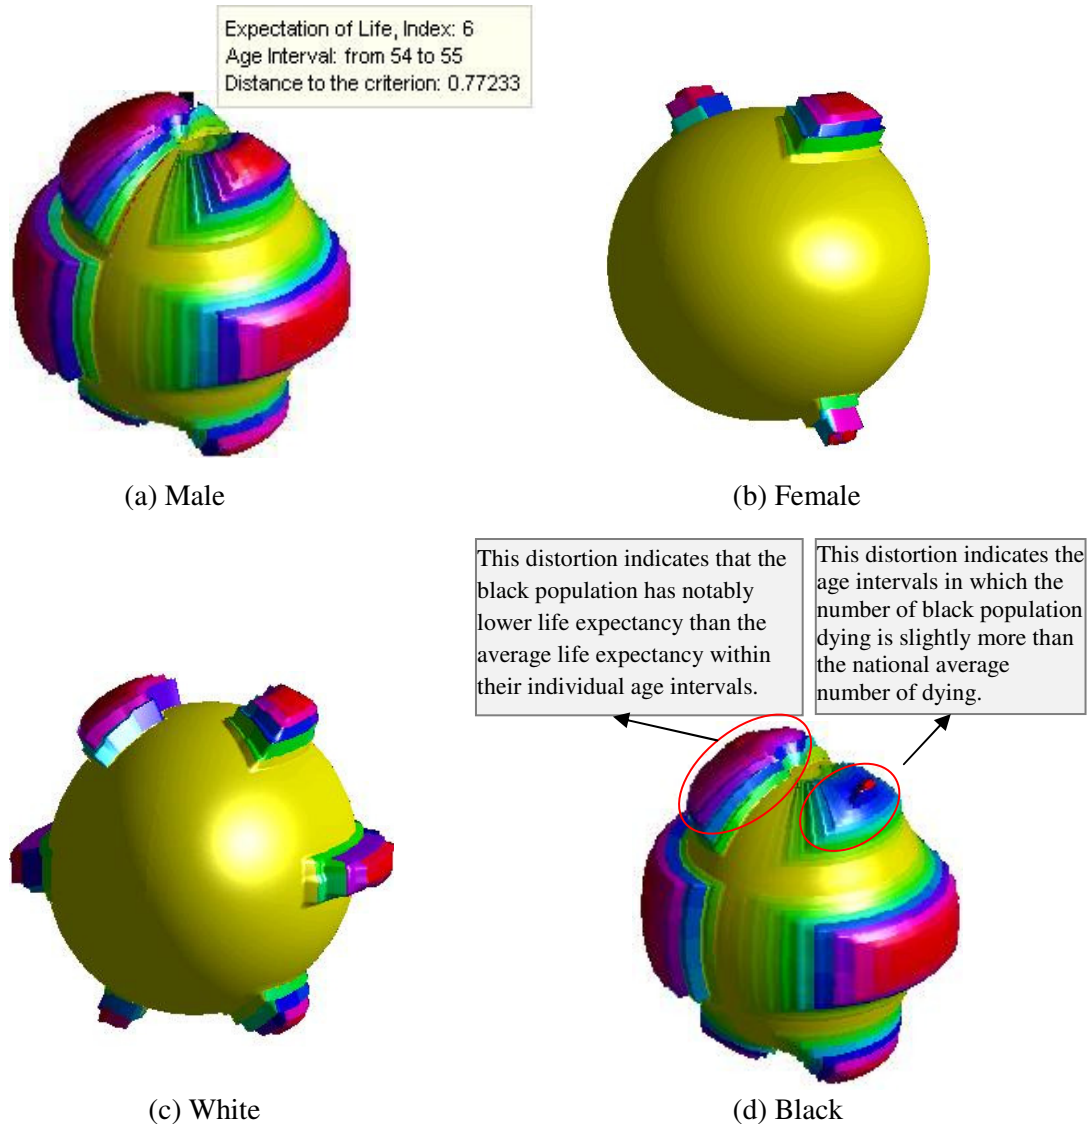 Expectation of Life, Index: 6
Age Interval: from 54 to 55
Distance to the criterion: 0.77233
(a) Male
(b) Female
This distortion indicates that the
black population has notably
lower life expectancy than the
average life expectancy within
their individual age intervals.
This distortion indicates the
age intervals in which the
number of black population
dying is slightly more than
the national average
number of dying.
(c) White
(d) Black